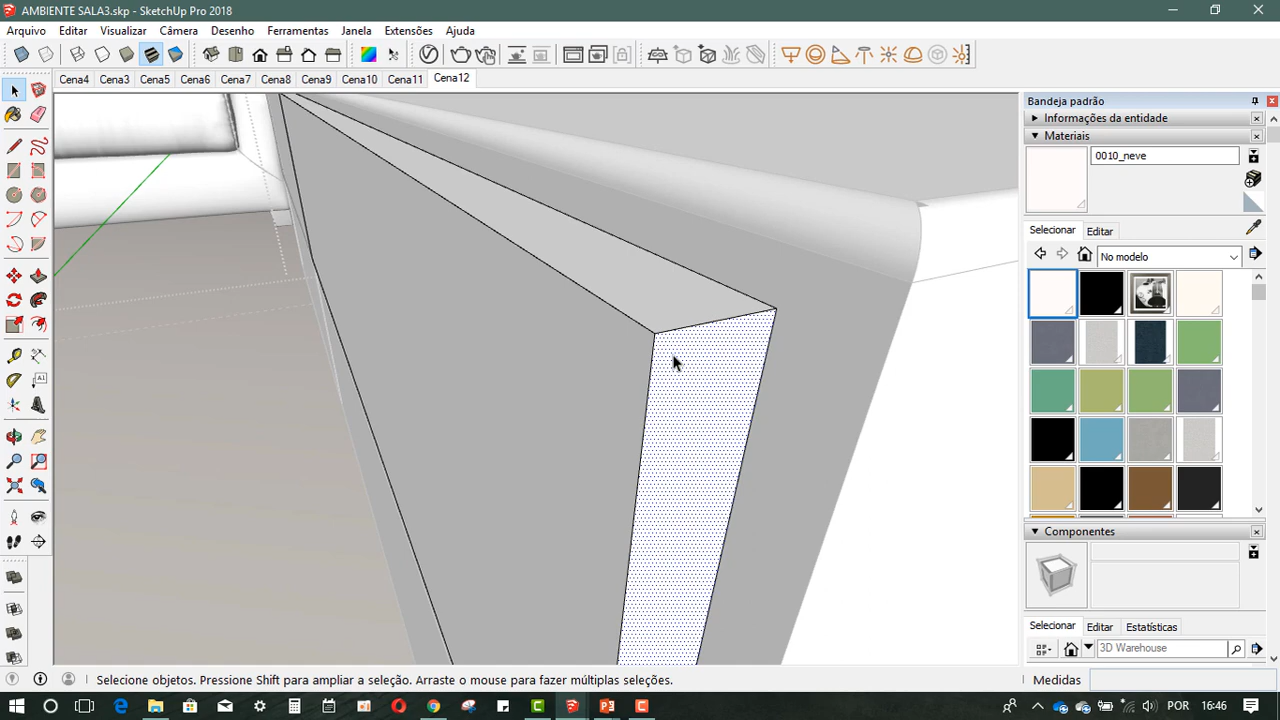 AMBIENTE SALA3.skp - SketchUp Pro 2018
Arquivo Editar Visualizar Câmera Desenho Ferramentas Janela Extensões Ajuda
Cena4 Cena3 Cena5 Cena6 Cena7 Cena8 Cena9 Cena10 Cena11 Cena12
Bandeja padrão
Informações da entidade
Materiais
0010_neve
Selecionar Editar
No modelo
Componentes
Selecionar Editar Estatísticas
3D Warehouse
Selecione objetos. Pressione Shift para ampliar a seleção. Arraste o mouse para fazer múltiplas seleções.
Medidas
POR 16:46